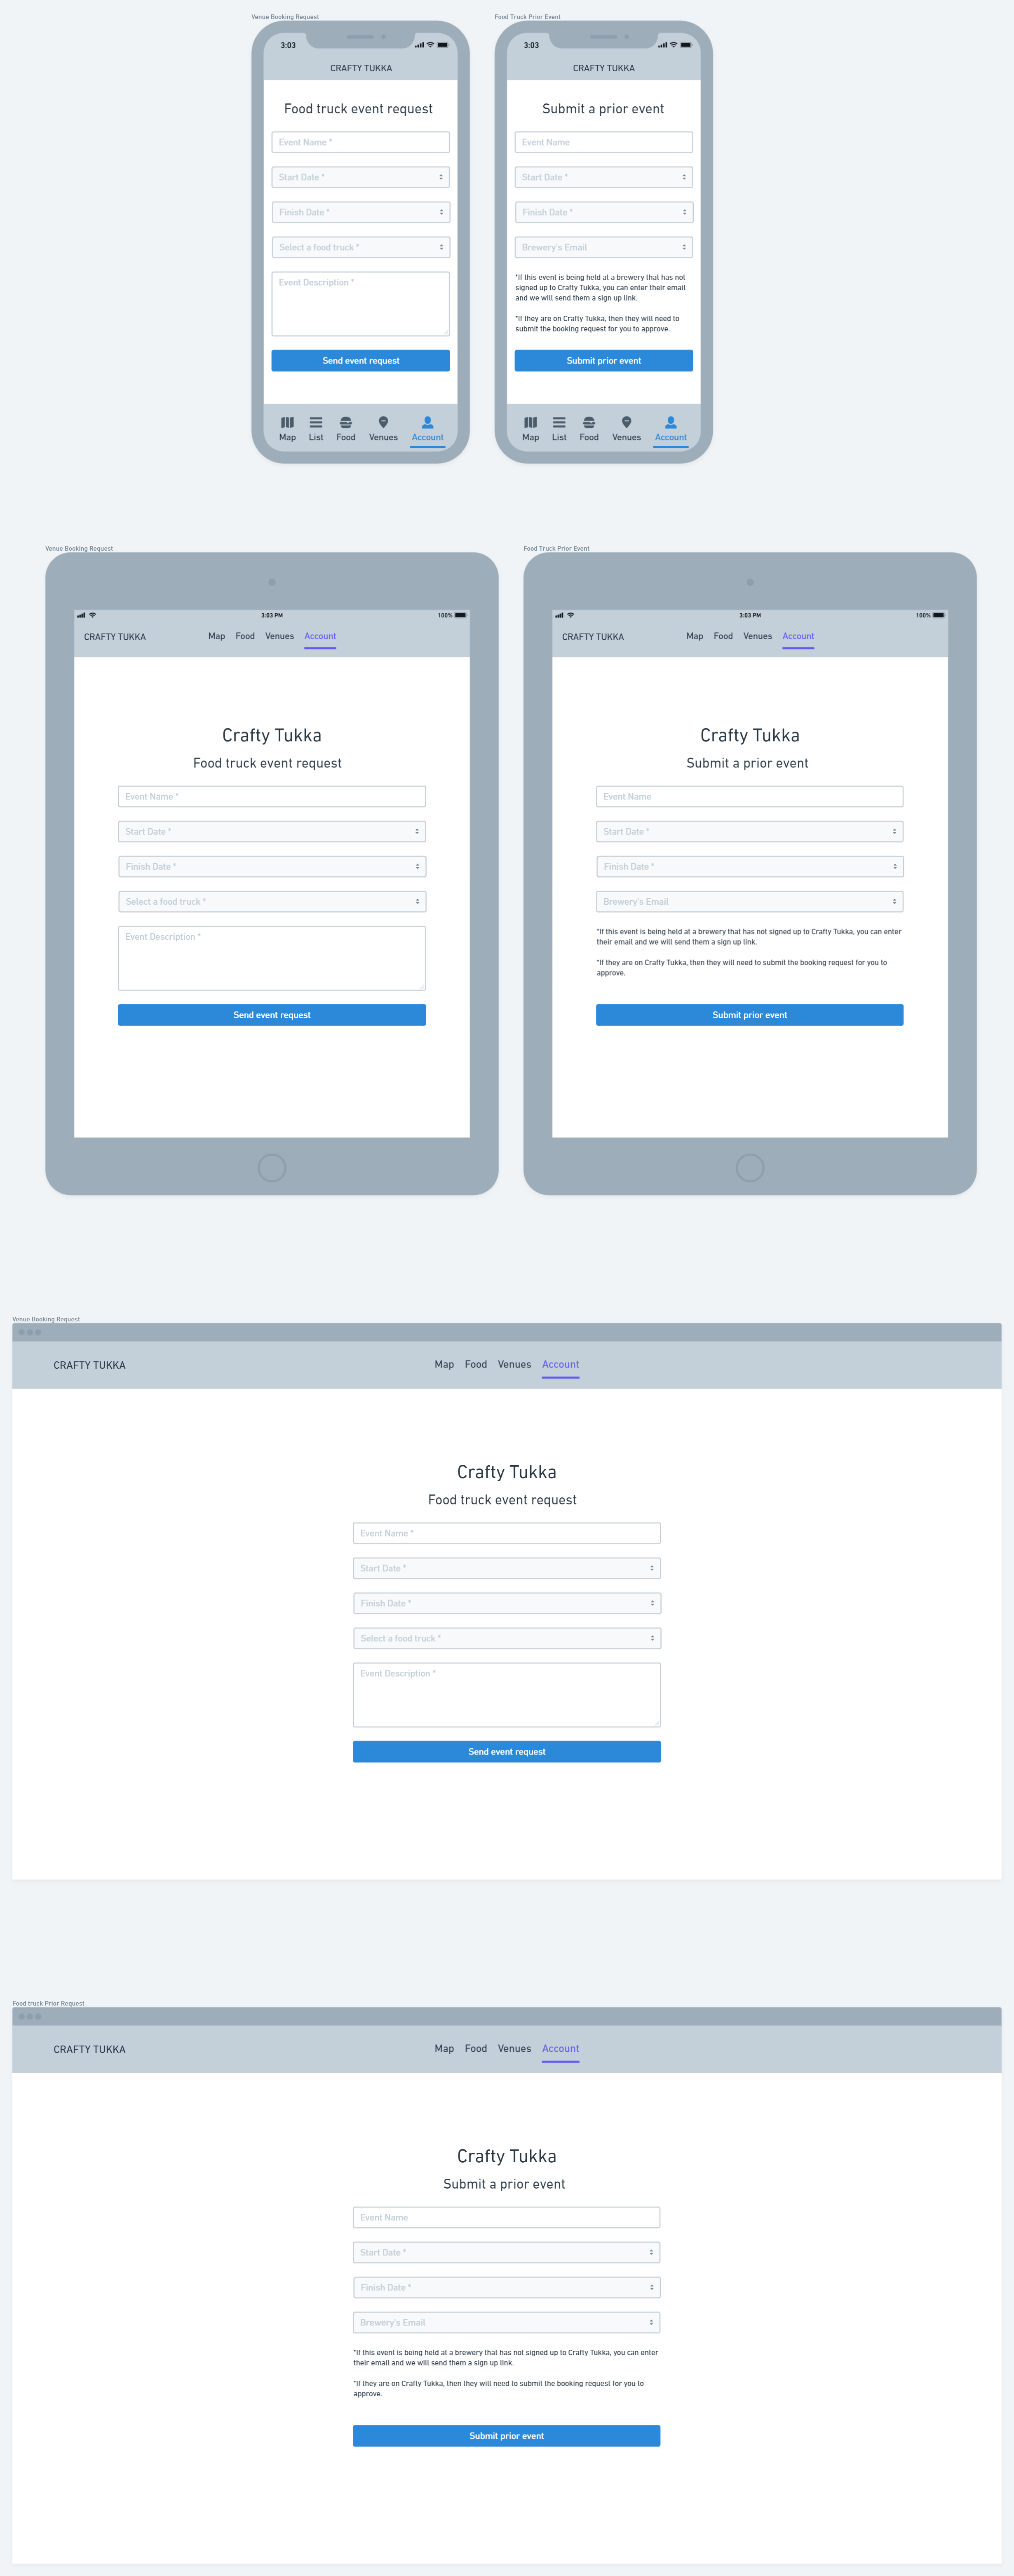 Venue Booking Request
3:03
CRAFTY TUKKA
Food truck event request
Event Name *
Start Date *
Finish Date *
Select a food truck *
Event Description *
Send event request
Map List Food Venues Account
Food Truck Prior Event
3:03
CRAFTY TUKKA
Submit a prior event
Event Name
Start Date *
Finish Date *
Brewery's Email
*If this event is being held at a brewery that has not
signed up to Crafty Tukka, you can enter their email
and we will send them a sign up link.
*If they are on Crafty Tukka, then they will need to
submit the booking request for you to approve.
Submit prior event
Map List Food Venues Account
Venue Booking Request
3:03 PM
100%
CRAFTY TUKKA Map Food Venues Account
Crafty Tukka
Food truck event request
Event Name *
Start Date *
Finish Date *
Select a food truck *
Event Description *
Send event request
Food Truck Prior Event
3:03 PM
100%
CRAFTY TUKKA Map Food Venues Account
Crafty Tukka
Submit a prior event
Event Name
Start Date *
Finish Date *
Brewery's Email
*If this event is being held at a brewery that has not signed up to Crafty Tukka, you can enter
their email and we will send them a sign up link.
*If they are on Crafty Tukka, then they will need to submit the booking request for you to
approve.
Submit prior event
Venue Booking Request
CRAFTY TUKKA Map Food Venues Account
Crafty Tukka
Food truck event request
Event Name *
Start Date *
Finish Date *
Select a food truck *
Event Description *
Send event request
Food truck Prior Request
CRAFTY TUKKA Map Food Venues Account
Crafty Tukka
Submit a prior event
Event Name
Start Date *
Finish Date *
Brewery's Email
*If this event is being held at a brewery that has not signed up to Crafty Tukka, you can enter
their email and we will send them a sign up link.
*If they are on Crafty Tukka, then they will need to submit the booking request for you to
approve.
Submit prior event